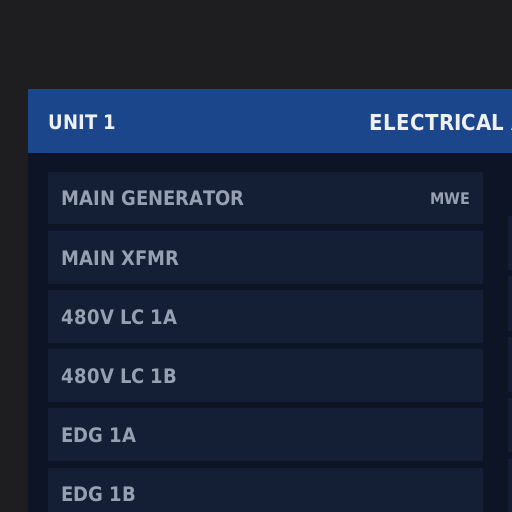 UNIT 1 ELECTRICAL
MAIN GENERATOR MWE
MAIN XFMR
480V LC 1A
480V LC 1B
EDG 1A
EDG 1B